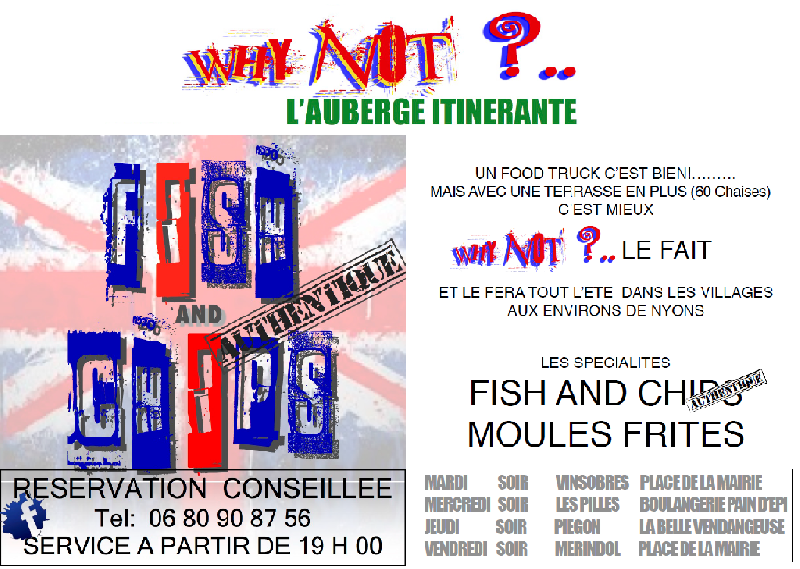 WHY NOT ?..
L'AUBERGE ITINERANTE
FISH
AND
CHIPS
AUTHENTIQUE
RESERVATION CONSEILLEE
Tel: 06 80 90 87 56
SERVICE A PARTIR DE 19 H 00
UN FOOD TRUCK C'EST BIENI.........
MAIS AVEC UNE TERRASSE EN PLUS (60 Chaises)
C EST MIEUX
WHY NOT ?.. LE FAIT
ET LE FERA TOUT L'ETE DANS LES VILLAGES
AUX ENVIRONS DE NYONS
LES SPECIALITES
FISH AND CHIPS
AUTHENTIQUE
MOULES FRITES
MARDI SOIR VINSOBRES PLACE DE LA MAIRIE
MERCREDI SOIR LES PILLES BOULANGERIE PAIN D'EPI
JEUDI SOIR PIEGON LA BELLE VENDANGEUSE
VENDREDI SOIR MERINDOL PLACE DE LA MAIRIE